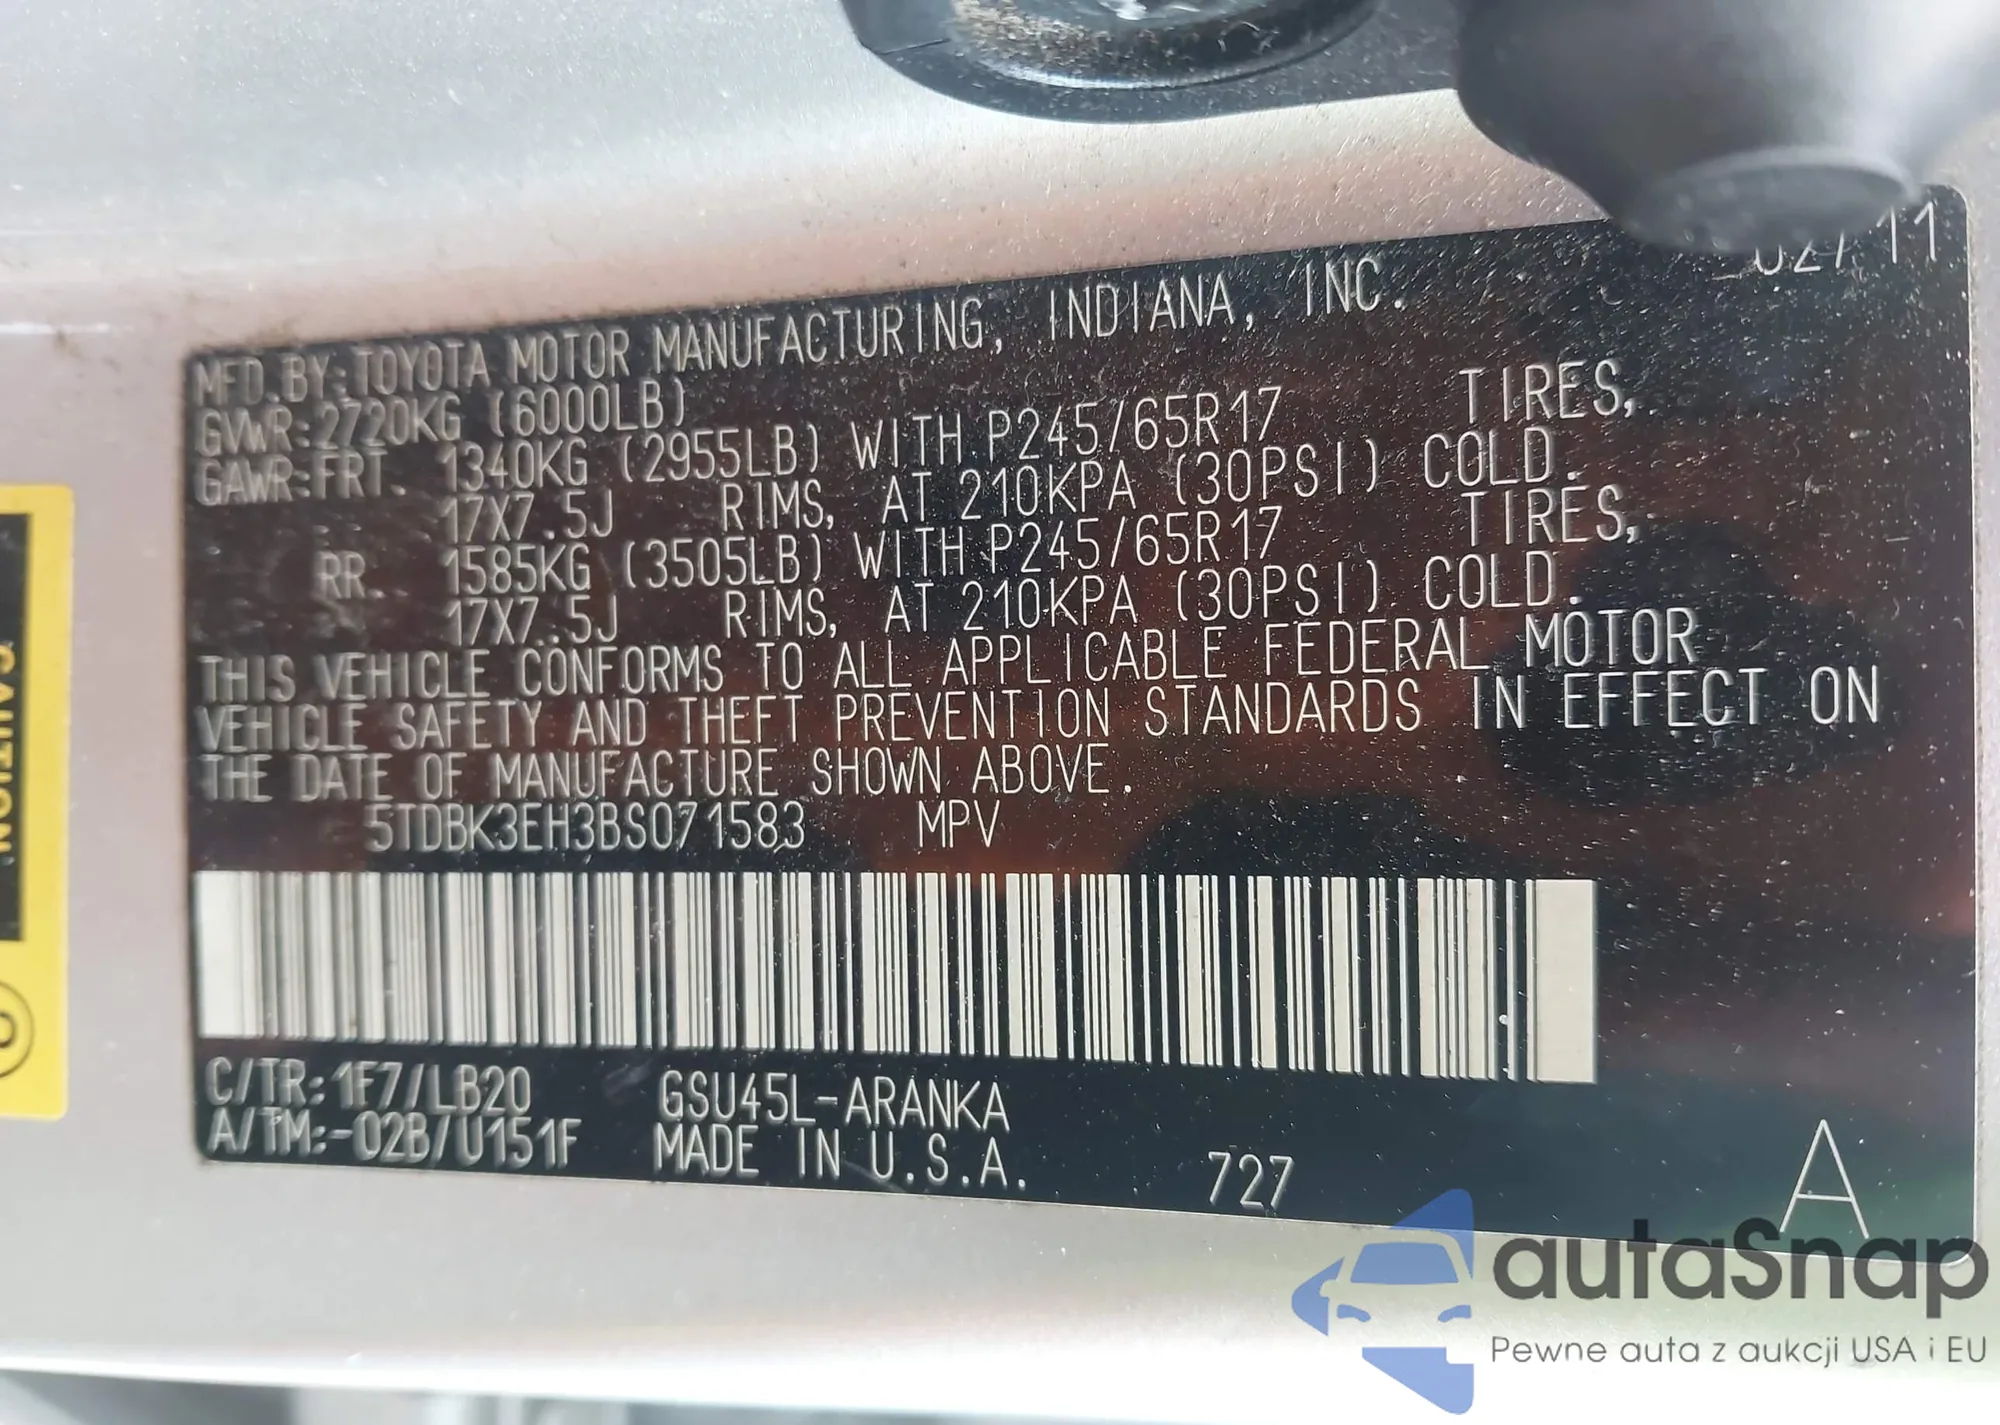 02/11
MFD.BY:TOYOTA MOTOR MANUFACTURING, INDIANA, INC.
GVWR:2720KG (6000LB)
GAWR:FRT. 1340KG (2955LB) WITH P245/65R17 TIRES,
17X7.5J RIMS, AT 210KPA (30PSI) COLD.
RR. 1585KG (3505LB) WITH P245/65R17 TIRES,
17X7.5J RIMS, AT 210KPA (30PSI) COLD.
THIS VEHICLE CONFORMS TO ALL APPLICABLE FEDERAL MOTOR
VEHICLE SAFETY AND THEFT PREVENTION STANDARDS IN EFFECT ON
THE DATE OF MANUFACTURE SHOWN ABOVE.
5TDBK3EH3BS071583 MPV
C/TR:1F7/LB20 GSU45L-ARANKA
A/TM:-02B/U151F MADE IN U.S.A. 727 A
CAUTION
autaSnap
Pewne auta z aukcji USA i EU